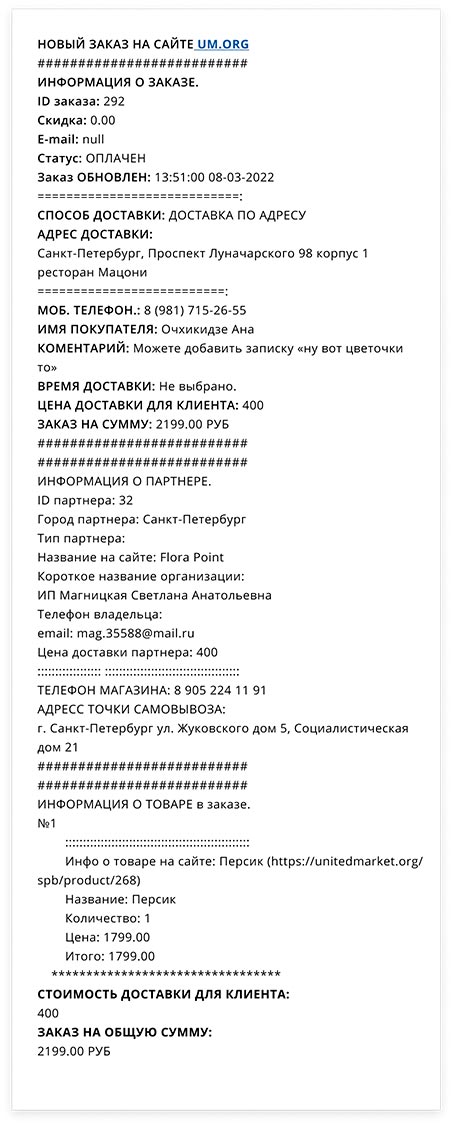 НОВЫЙ ЗАКАЗ НА САЙТЕ UM.ORG
##########################
ИНФОРМАЦИЯ О ЗАКАЗЕ.
ID заказа: 292
Скидка: 0.00
E-mail: null
Статус: ОПЛАЧЕН
Заказ ОБНОВЛЕН: 13:51:00 08-03-2022
============================:
СПОСОБ ДОСТАВКИ: ДОСТАВКА ПО АДРЕСУ
АДРЕС ДОСТАВКИ:
Санкт-Петербург, Проспект Луначарского 98 корпус 1
ресторан Мацони
==========================:
МОБ. ТЕЛЕФОН.: 8 (981) 715-26-55
ИМЯ ПОКУПАТЕЛЯ: Очхикидзе Ана
КОМЕНТАРИЙ: Можете добавить записку «ну вот цветочки
то»
ВРЕМЯ ДОСТАВКИ: Не выбрано.
ЦЕНА ДОСТАВКИ ДЛЯ КЛИЕНТА: 400
ЗАКАЗ НА СУММУ: 2199.00 РУБ
##########################
##########################
ИНФОРМАЦИЯ О ПАРТНЕРЕ.
ID партнера: 32
Город партнера: Санкт-Петербург
Тип партнера:
Название на сайте: Flora Point
Короткое название организации:
ИП Магницкая Светлана Анатольевна
Телефон владельца:
email: mag.35588@mail.ru
Цена доставки партнера: 400
:::::::::::::::::: ::::::::::::::::::::::::::::::::::::::
ТЕЛЕФОН МАГАЗИНА: 8 905 224 11 91
АДРЕСС ТОЧКИ САМОВЫВОЗА:
г. Санкт-Петербург ул. Жуковского дом 5, Социалистическая
дом 21
##########################
##########################
ИНФОРМАЦИЯ О ТОВАРЕ в заказе.
№1
::::::::::::::::::::::::::::::::::::::::::::::::::::
Инфо о товаре на сайте: Персик (https://unitedmarket.org/
spb/product/268)
Название: Персик
Количество: 1
Цена: 1799.00
Итого: 1799.00
*********************************
СТОИМОСТЬ ДОСТАВКИ ДЛЯ КЛИЕНТА:
400
ЗАКАЗ НА ОБЩУЮ СУММУ:
2199.00 РУБ